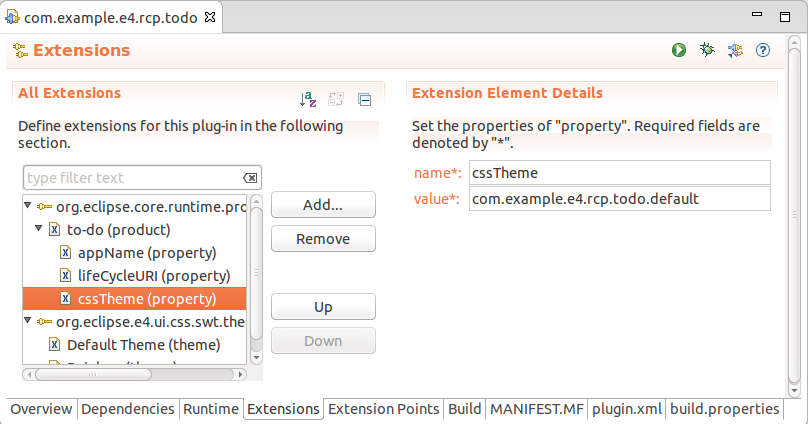 com.example.e4.rcp.todo
Extensions
All Extensions
Define extensions for this plug-in in the following
section.
type filter text
org.eclipse.core.runtime.pro
to-do (product)
appName (property)
lifeCycleURI (property)
cssTheme (property)
org.eclipse.e4.ui.css.swt.the
Default Theme (theme)
Add...
Remove
Up
Down
Extension Element Details
Set the properties of "property". Required fields are
denoted by "*".
name*: cssTheme
value*: com.example.e4.rcp.todo.default
Overview Dependencies Runtime Extensions Extension Points Build MANIFEST.MF plugin.xml build.properties